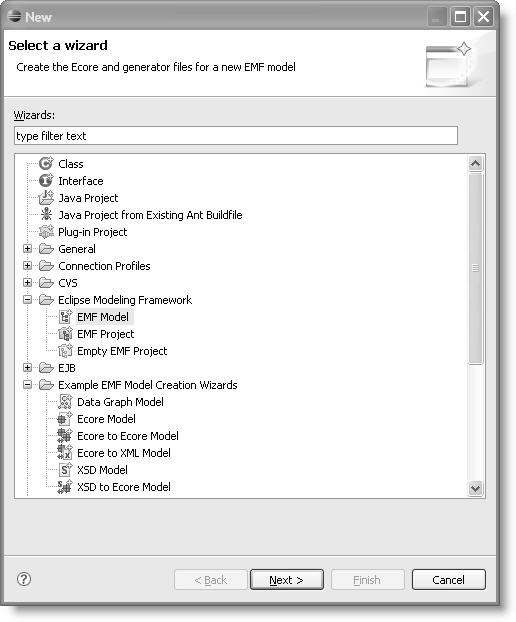 New
Select a wizard
Create the Ecore and generator files for a new EMF model
Wizards:
type filter text
Class
Interface
Java Project
Java Project from Existing Ant Buildfile
Plug-in Project
General
Connection Profiles
CVS
Eclipse Modeling Framework
EMF Model
EMF Project
Empty EMF Project
EJB
Example EMF Model Creation Wizards
Data Graph Model
Ecore Model
Ecore to Ecore Model
Ecore to XML Model
XSD Model
XSD to Ecore Model
< Back Next > Finish Cancel